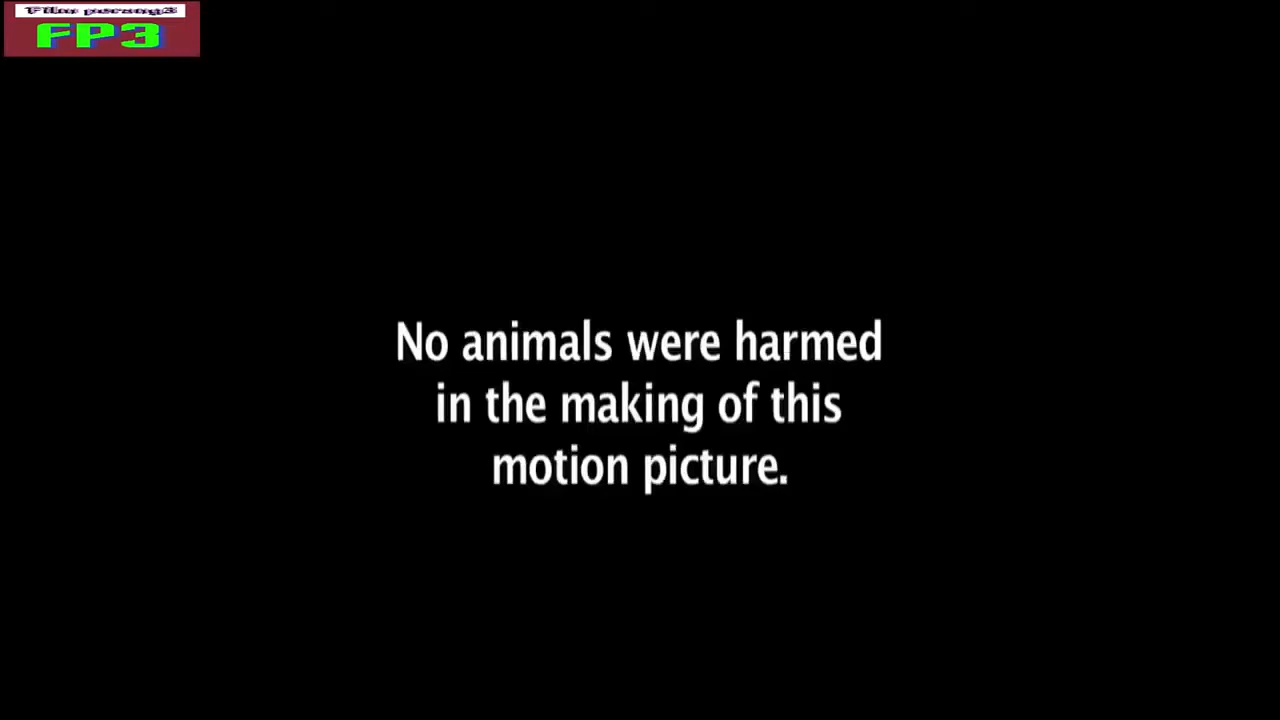 FP3
No animals were harmed
in the making of this
motion picture.